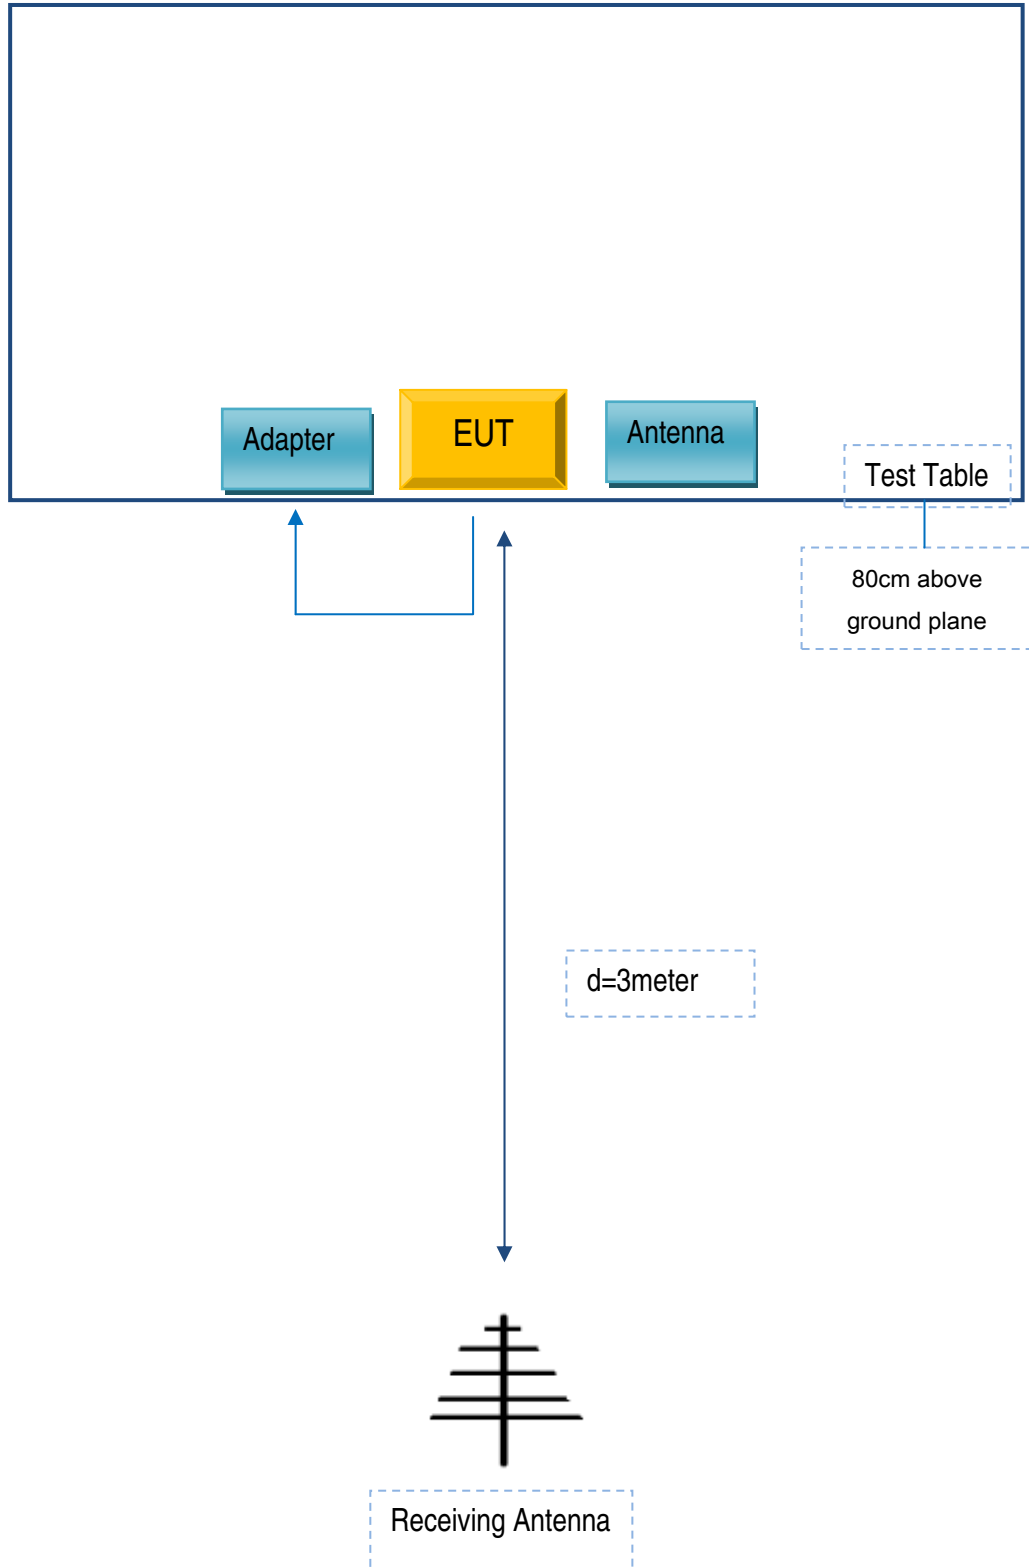 Adapter
EUT
Antenna
Test Table
80cm above
ground plane
d=3meter
Receiving Antenna